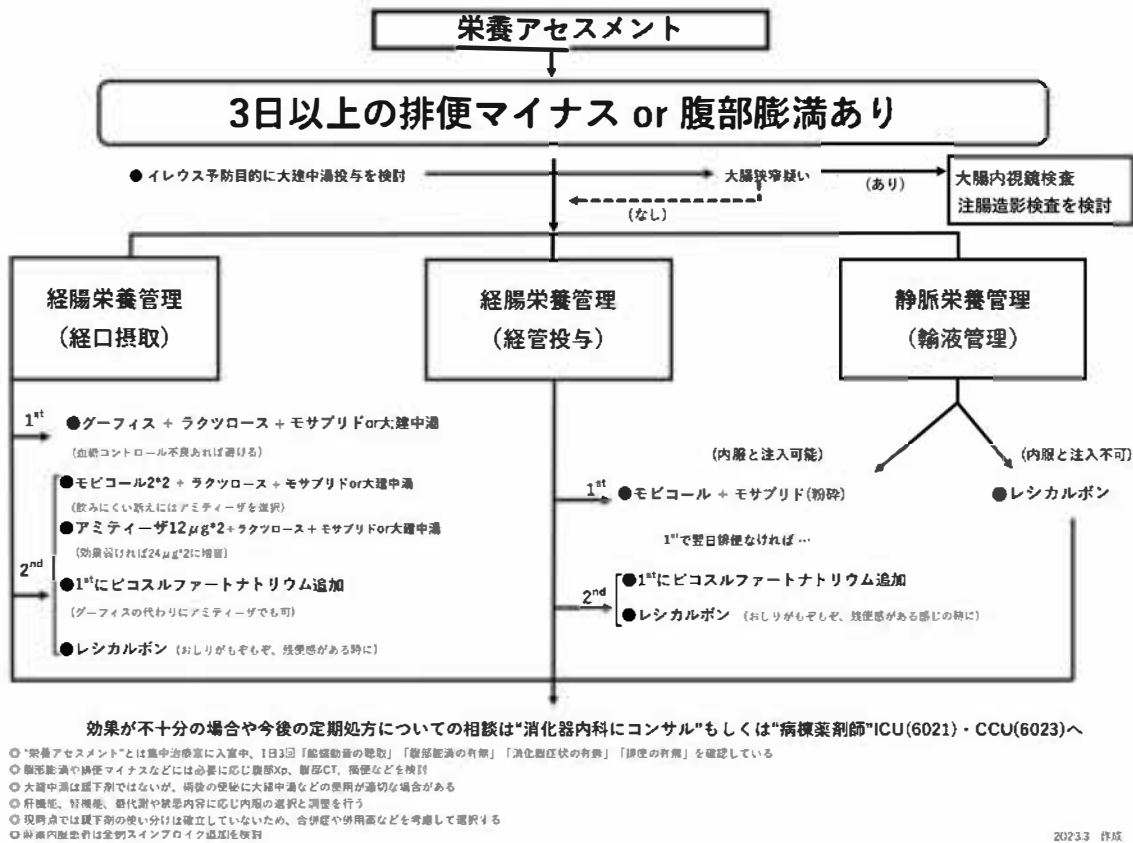 栄養アセスメント
3日以上の排便マイナス or 腹部膨満あり
● イレウス予防目的に大建中湯投与を検討
大腸狭窄疑い
(あり)
(なし)
大腸内視鏡検査
注腸造影検査を検討
経腸栄養管理
(経口摂取)
経腸栄養管理
(経管投与)
静脈栄養管理
(輸液管理)
1st
●グーフィス + ラクツロース + モサプリドor大建中湯
(血糖コントロール不良あれば避ける)
2nd
●モビコール2*2 + ラクツロース + モサプリドor大建中湯
(飲みにくい訴えにはアミティーザを選択)
●アミティーザ12μg*2+ラクツロース + モサプリドor大建中湯
(効果弱ければ24μg*2に増量)
●1stにピコスルファートナトリウム追加
(グーフィスの代わりにアミティーザでも可)
●レシカルボン (おしりがもぞもぞ、残便感がある時に)
(内服と注入可能)
(内服と注入不可)
1st
●モビコール + モサプリド(粉砕)
●レシカルボン
1stで翌日排便なければ…
2nd
●1stにピコスルファートナトリウム追加
●レシカルボン (おしりがもぞもぞ、残便感がある感じの時に)
効果が不十分の場合や今後の定期処方についての相談は“消化器内科にコンサル”もしくは“病棟薬剤師”ICU(6021)・CCU(6023)へ
◎ “栄養アセスメント”とは集中治療室に入室中、1日3回「腸蠕動音の聴取」「腹部膨満の有無」「消化器症状の有無」「排便の有無」を確認している
◎ 腹部膨満や排便マイナスなどには必要に応じ腹部Xp、腹部CT、摘便などを検討
◎ 大建中湯は緩下剤ではないが、術後の便秘に大建中湯などの使用が適切な場合がある
◎ 肝機能、腎機能、糖代謝や禁忌内容に応じ内服の選択と調整を行う
◎ 現時点では緩下剤の使い分けは確立していないため、合併症や併用薬などを考慮して選択する
◎ 麻薬内服患者は全例スインプロイク追加を検討
2023.3 作成